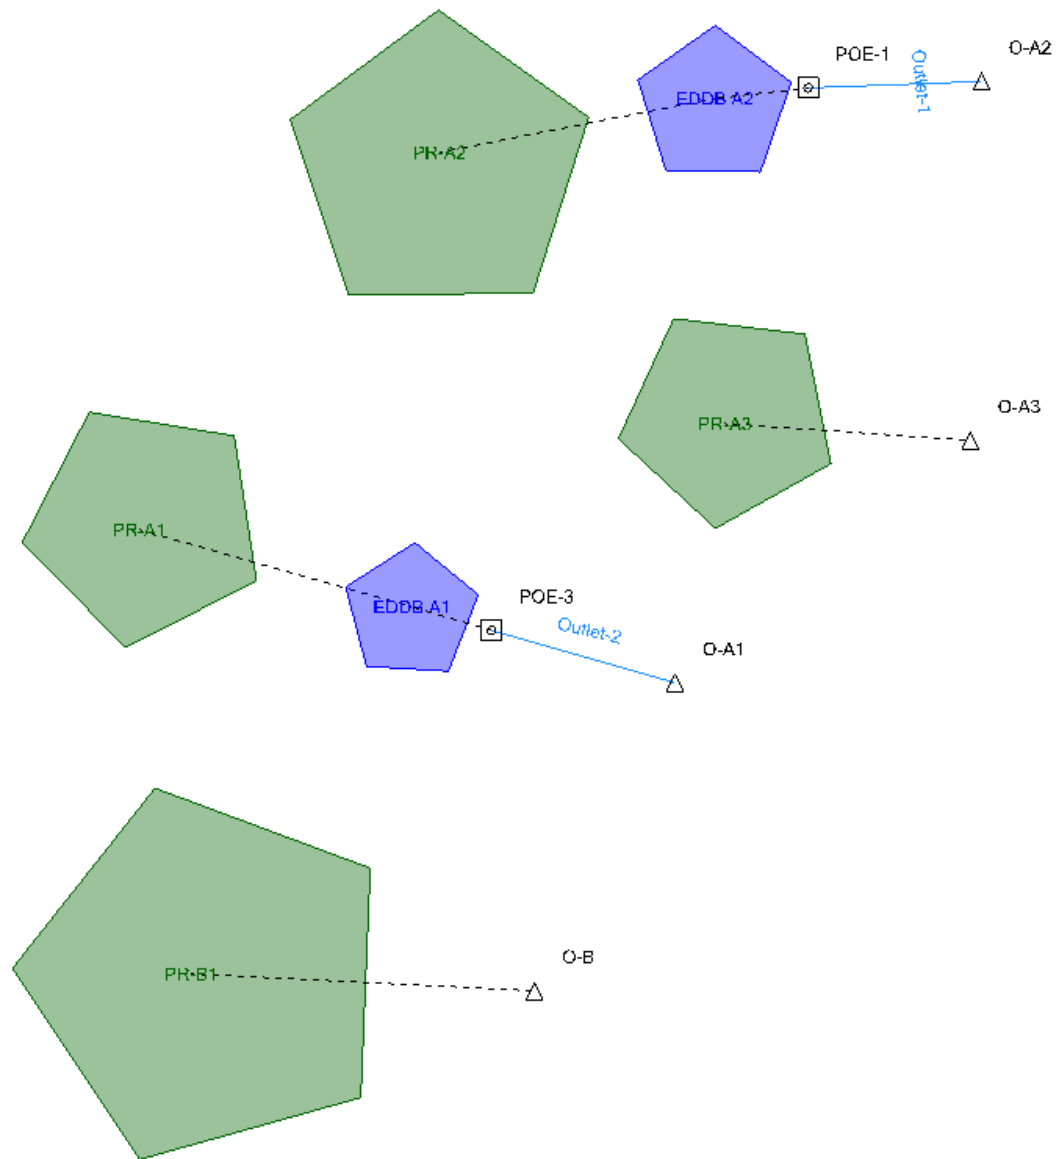 O-A2
POE-1
Outlet-1
EDDB A2
PR-A2
O-A3
PR-A3
PR-A1
POE-3
EDDB A1
Outlet-2
O-A1
O-B
PR-B1